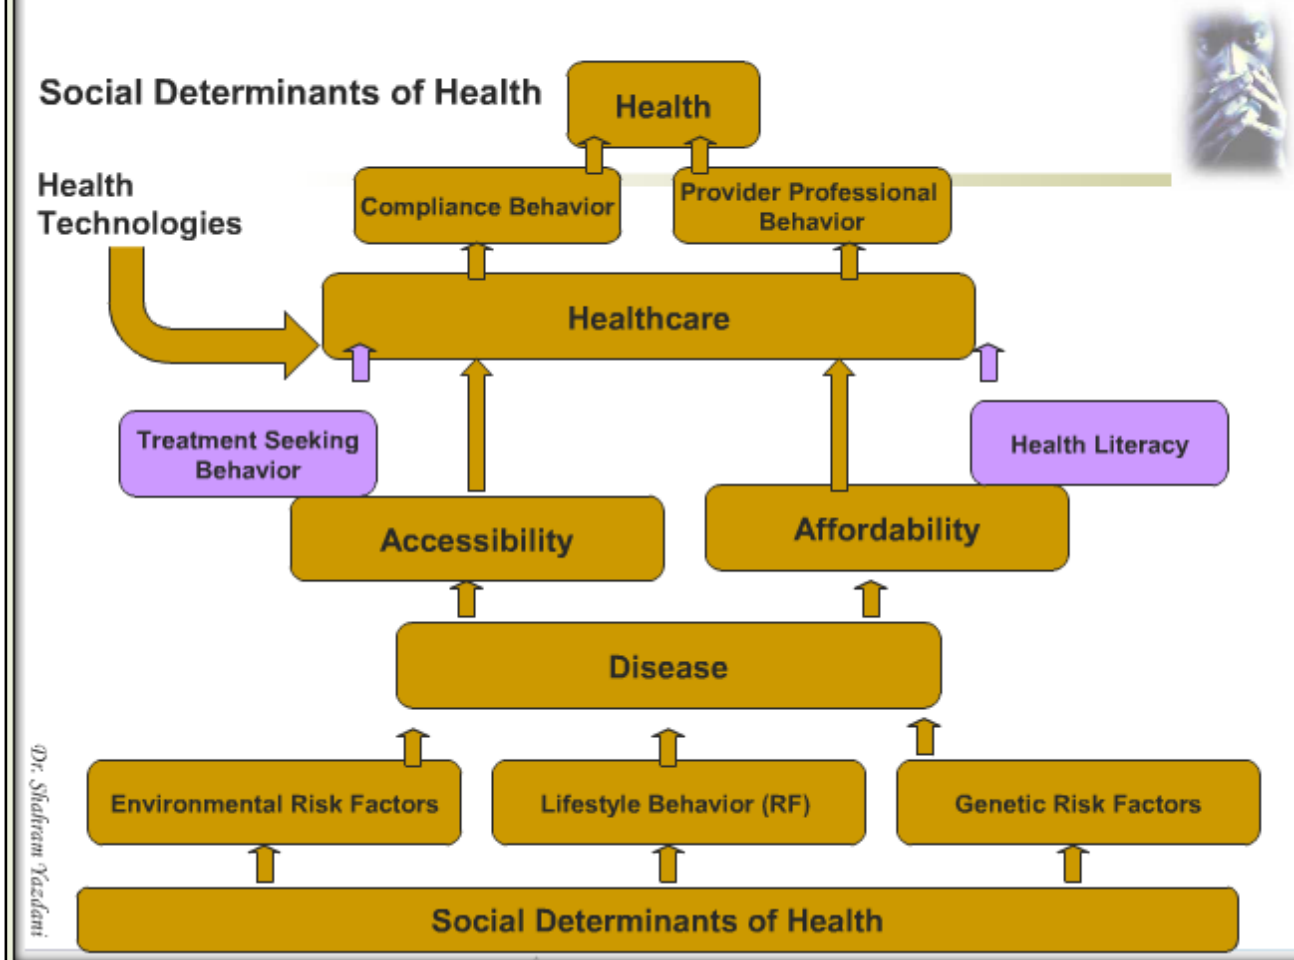 Social Determinants of Health
Health
Health
Technologies
Compliance Behavior
Provider Professional
Behavior
Healthcare
Treatment Seeking
Behavior
Health Literacy
Accessibility
Affordability
Disease
Environmental Risk Factors
Lifestyle Behavior (RF)
Genetic Risk Factors
Social Determinants of Health
Dr. Shahram Yazdani